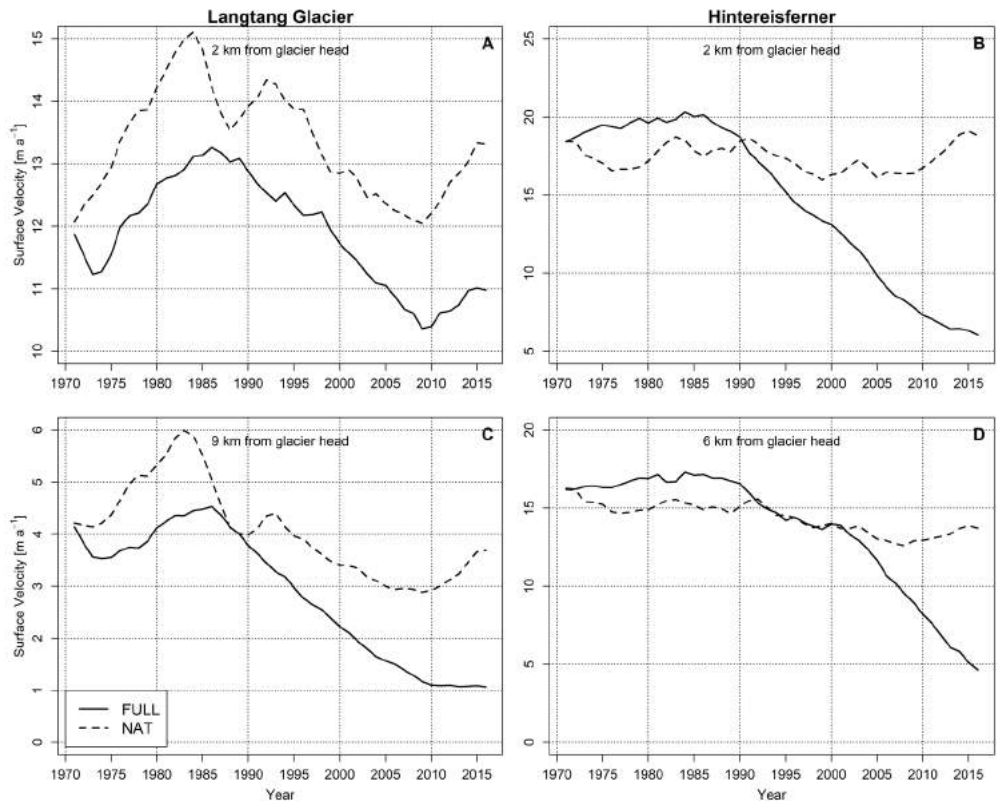 Langtang Glacier
Hintereisferner
2 km from glacier head
A
15
14
13
12
11
10
Surface Velocity [m a⁻¹]
1970 1975 1980 1985 1990 1995 2000 2005 2010 2015
2 km from glacier head
B
25
20
15
10
5
1970 1975 1980 1985 1990 1995 2000 2005 2010 2015
9 km from glacier head
C
6
5
4
3
2
1
0
Surface Velocity [m a⁻¹]
FULL
NAT
1970 1975 1980 1985 1990 1995 2000 2005 2010 2015
Year
6 km from glacier head
D
20
15
10
5
0
1970 1975 1980 1985 1990 1995 2000 2005 2010 2015
Year